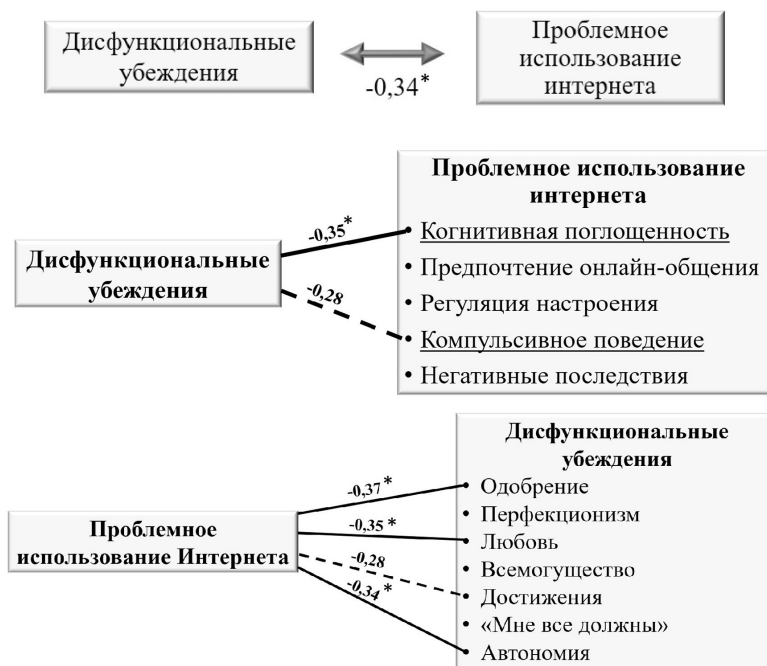 Дисфункциональные
убеждения
-0,34*
Проблемное
использование
интернета
Проблемное использование
интернета
-0,35*
• Когнитивная поглощенность
Дисфункциональные
убеждения
• Предпочтение онлайн-общения
-0,28
• Регуляция настроения
• Компульсивное поведение
• Негативные последствия
Дисфункциональные
убеждения
-0,37*
• Одобрение
• Перфекционизм
Проблемное
использование Интернета
-0,35*
• Любовь
-0,28
• Всемогущество
-0,34*
• Достижения
• «Мне все должны»
• Автономия